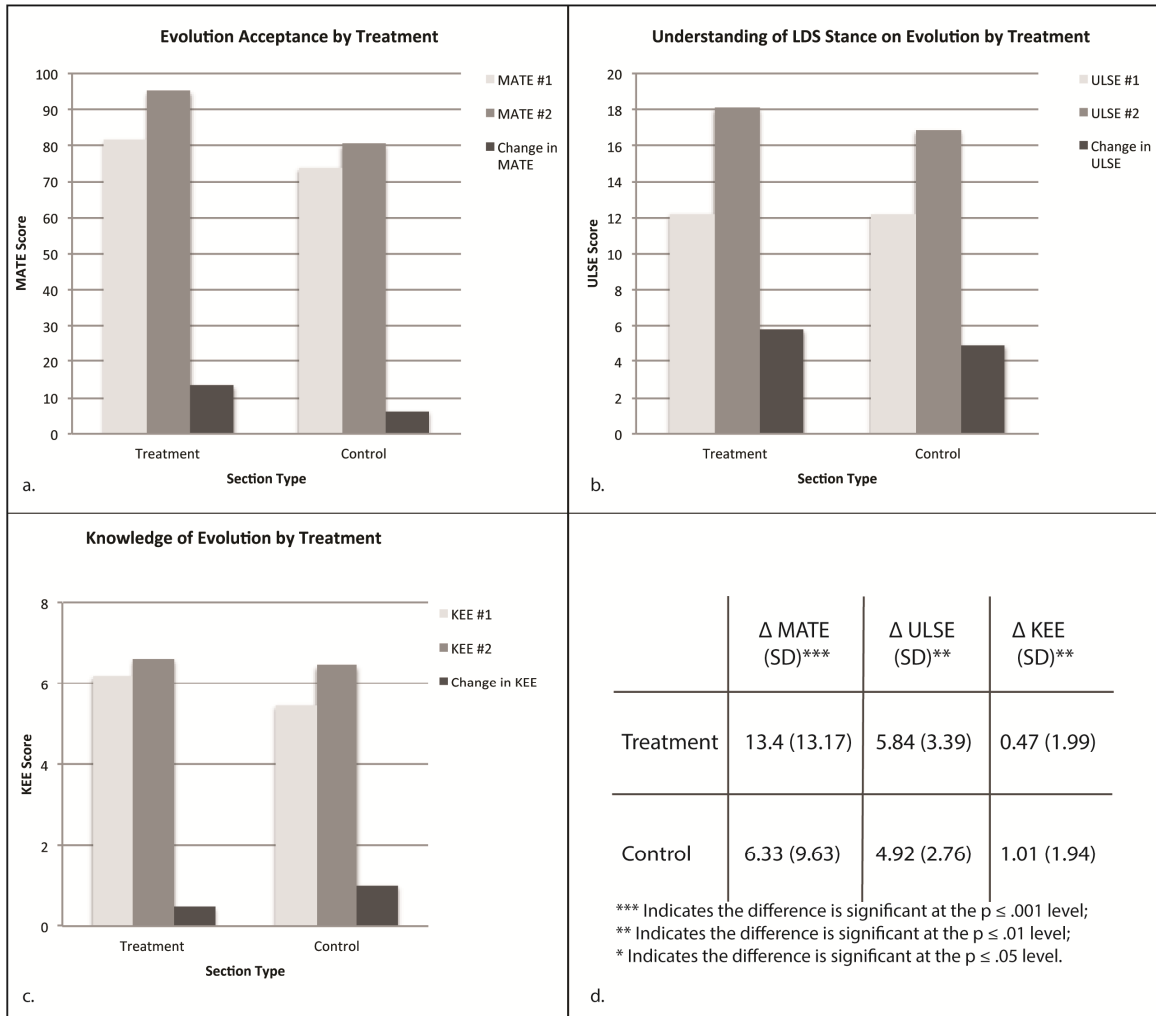 Evolution Acceptance by Treatment
100
90
80
70
60
50
40
30
20
10
0
MATE Score
Treatment
Control
Section Type
MATE #1
MATE #2
Change in
MATE
a.
Understanding of LDS Stance on Evolution by Treatment
20
18
16
14
12
10
8
6
4
2
0
ULSE Score
Treatment
Control
Section Type
ULSE #1
ULSE #2
Change in
ULSE
b.
Knowledge of Evolution by Treatment
8
6
4
2
0
KEE Score
Treatment
Control
Section Type
KEE #1
KEE #2
Change in KEE
c.
Δ MATE Δ ULSE Δ KEE
(SD)*** (SD)** (SD)**
Treatment 13.4 (13.17) 5.84 (3.39) 0.47 (1.99)
Control 6.33 (9.63) 4.92 (2.76) 1.01 (1.94)
*** Indicates the difference is significant at the p ≤ .001 level;
** Indicates the difference is significant at the p ≤ .01 level;
* Indicates the difference is significant at the p ≤ .05 level.
d.